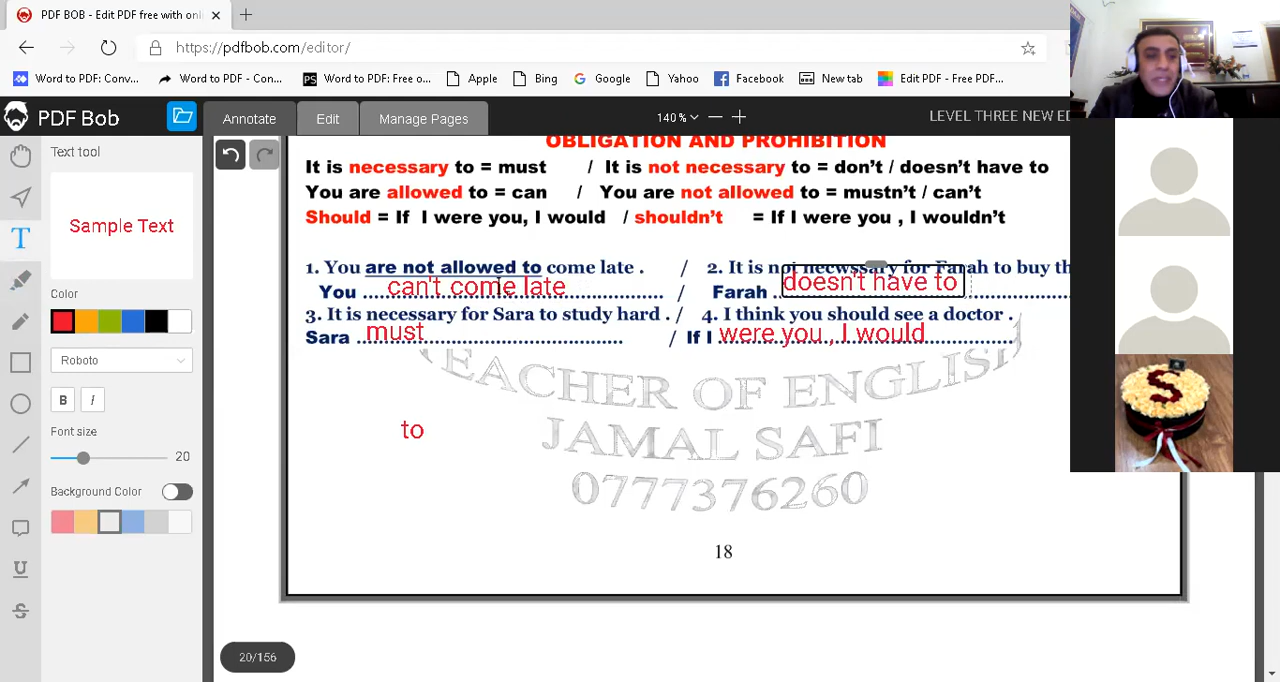 PDF BOB - Edit PDF free with onli
https://pdfbob.com/editor/
Word to PDF: Conv...
Word to PDF - Con...
PS
Word to PDF: Free o...
Apple
Bing
Google
Yahoo
Facebook
New tab
Edit PDF - Free PDF...
PDF Bob
Annotate
Edit
Manage Pages
140 %
LEVEL THREE NEW ED
Text tool
Sample Text
Color
Roboto
B
I
Font size
20
Background Color
OBLIGATION AND PROHIBITION
It is necessary to = must / It is not necessary to = don't / doesn't have to
You are allowed to = can / You are not allowed to = mustn't / can't
Should = If I were you, I would / shouldn't = If I were you , I wouldn't
1. You are not allowed to come late . / 2. It is not necwssary for Farah to buy th
You can't come late / Farah doesn't have to
3. It is necessary for Sara to study hard . / 4. I think you should see a doctor .
Sara must / If I were you , I would
to
TEACHER OF ENGLISH
JAMAL SAFI
0777376260
18
20/156
S